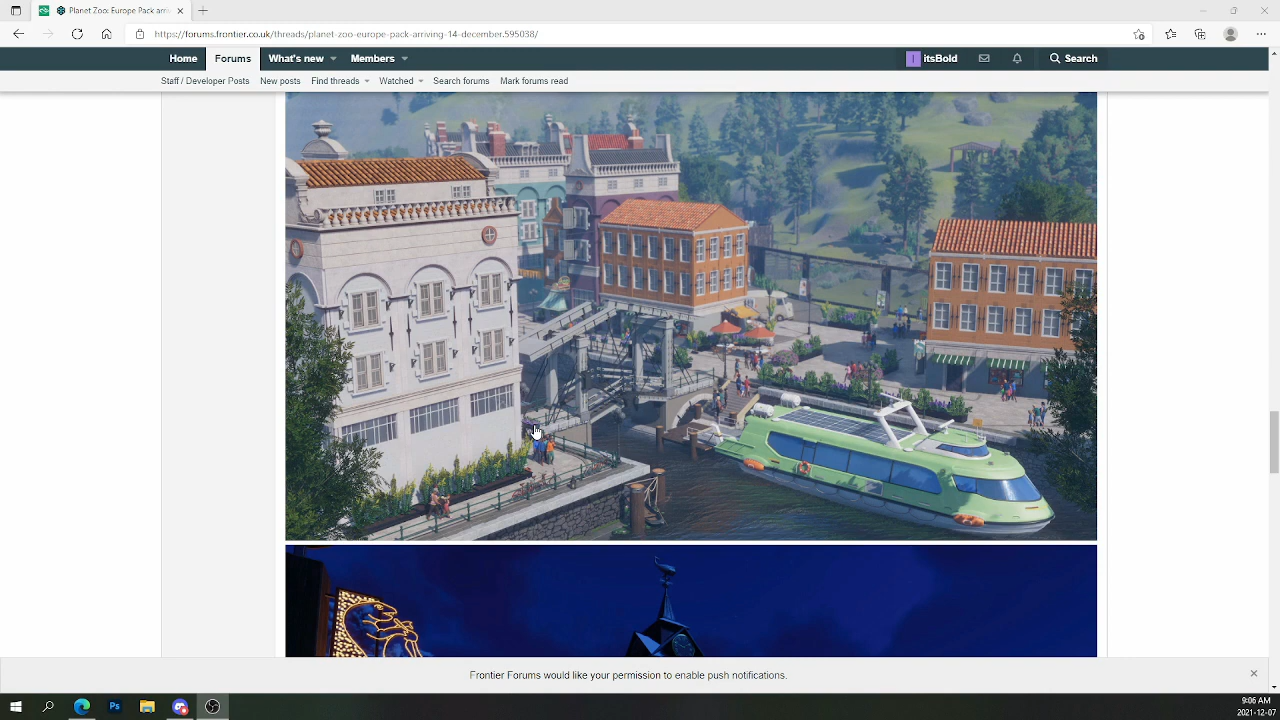 Planet Zoo: Europe Pack arri
https://forums.frontier.co.uk/threads/planet-zoo-europe-pack-arriving-14-december.595038/
Home Forums What's new Members I itsBold Search
Staff / Developer Posts New posts Find threads Watched Search forums Mark forums read
Frontier Forums would like your permission to enable push notifications.
Ps
9:06 AM
2021-12-07